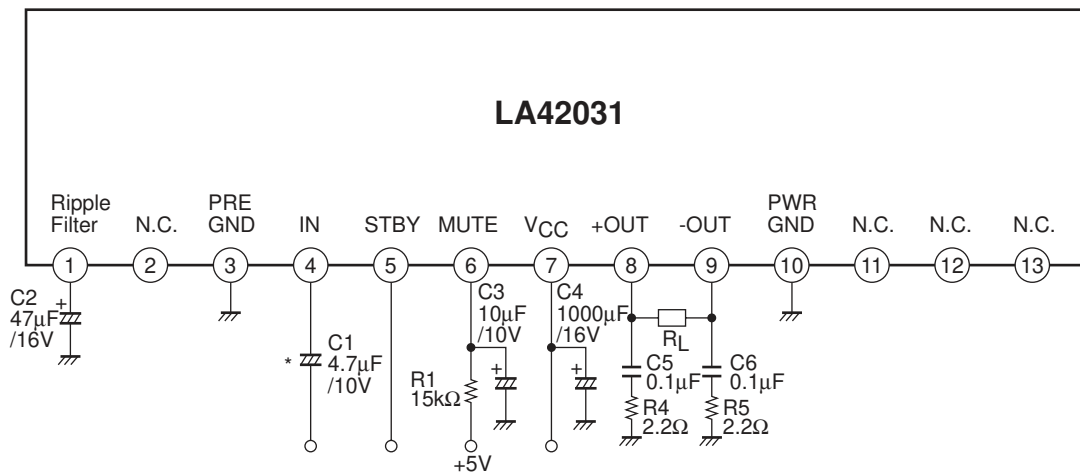 LA42031
Ripple
Filter
N.C.
PRE
GND
IN
STBY
MUTE
VCC
+OUT
-OUT
PWR
GND
N.C.
N.C.
N.C.
1
2
3
4
5
6
7
8
9
10
11
12
13
C2
47μF
/16V
+
*
C1
4.7μF
/10V
C3
10μF
/10V
+
R1
15kΩ
+5V
C4
1000μF
/16V
+
RL
C5
0.1μF
R4
2.2Ω
C6
0.1μF
R5
2.2Ω